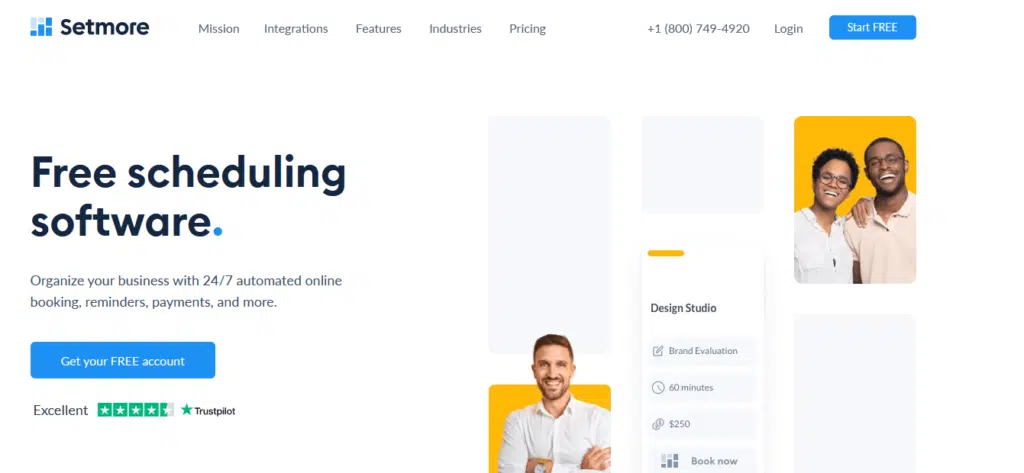 Setmore Mission Integrations Features Industries Pricing +1 (800) 749-4920 Login Start FREE
Free scheduling
software.
Organize your business with 24/7 automated online
booking, reminders, payments, and more.
Get your FREE account
Excellent Trustpilot
Design Studio
Brand Evaluation
60 minutes
$250
Book now